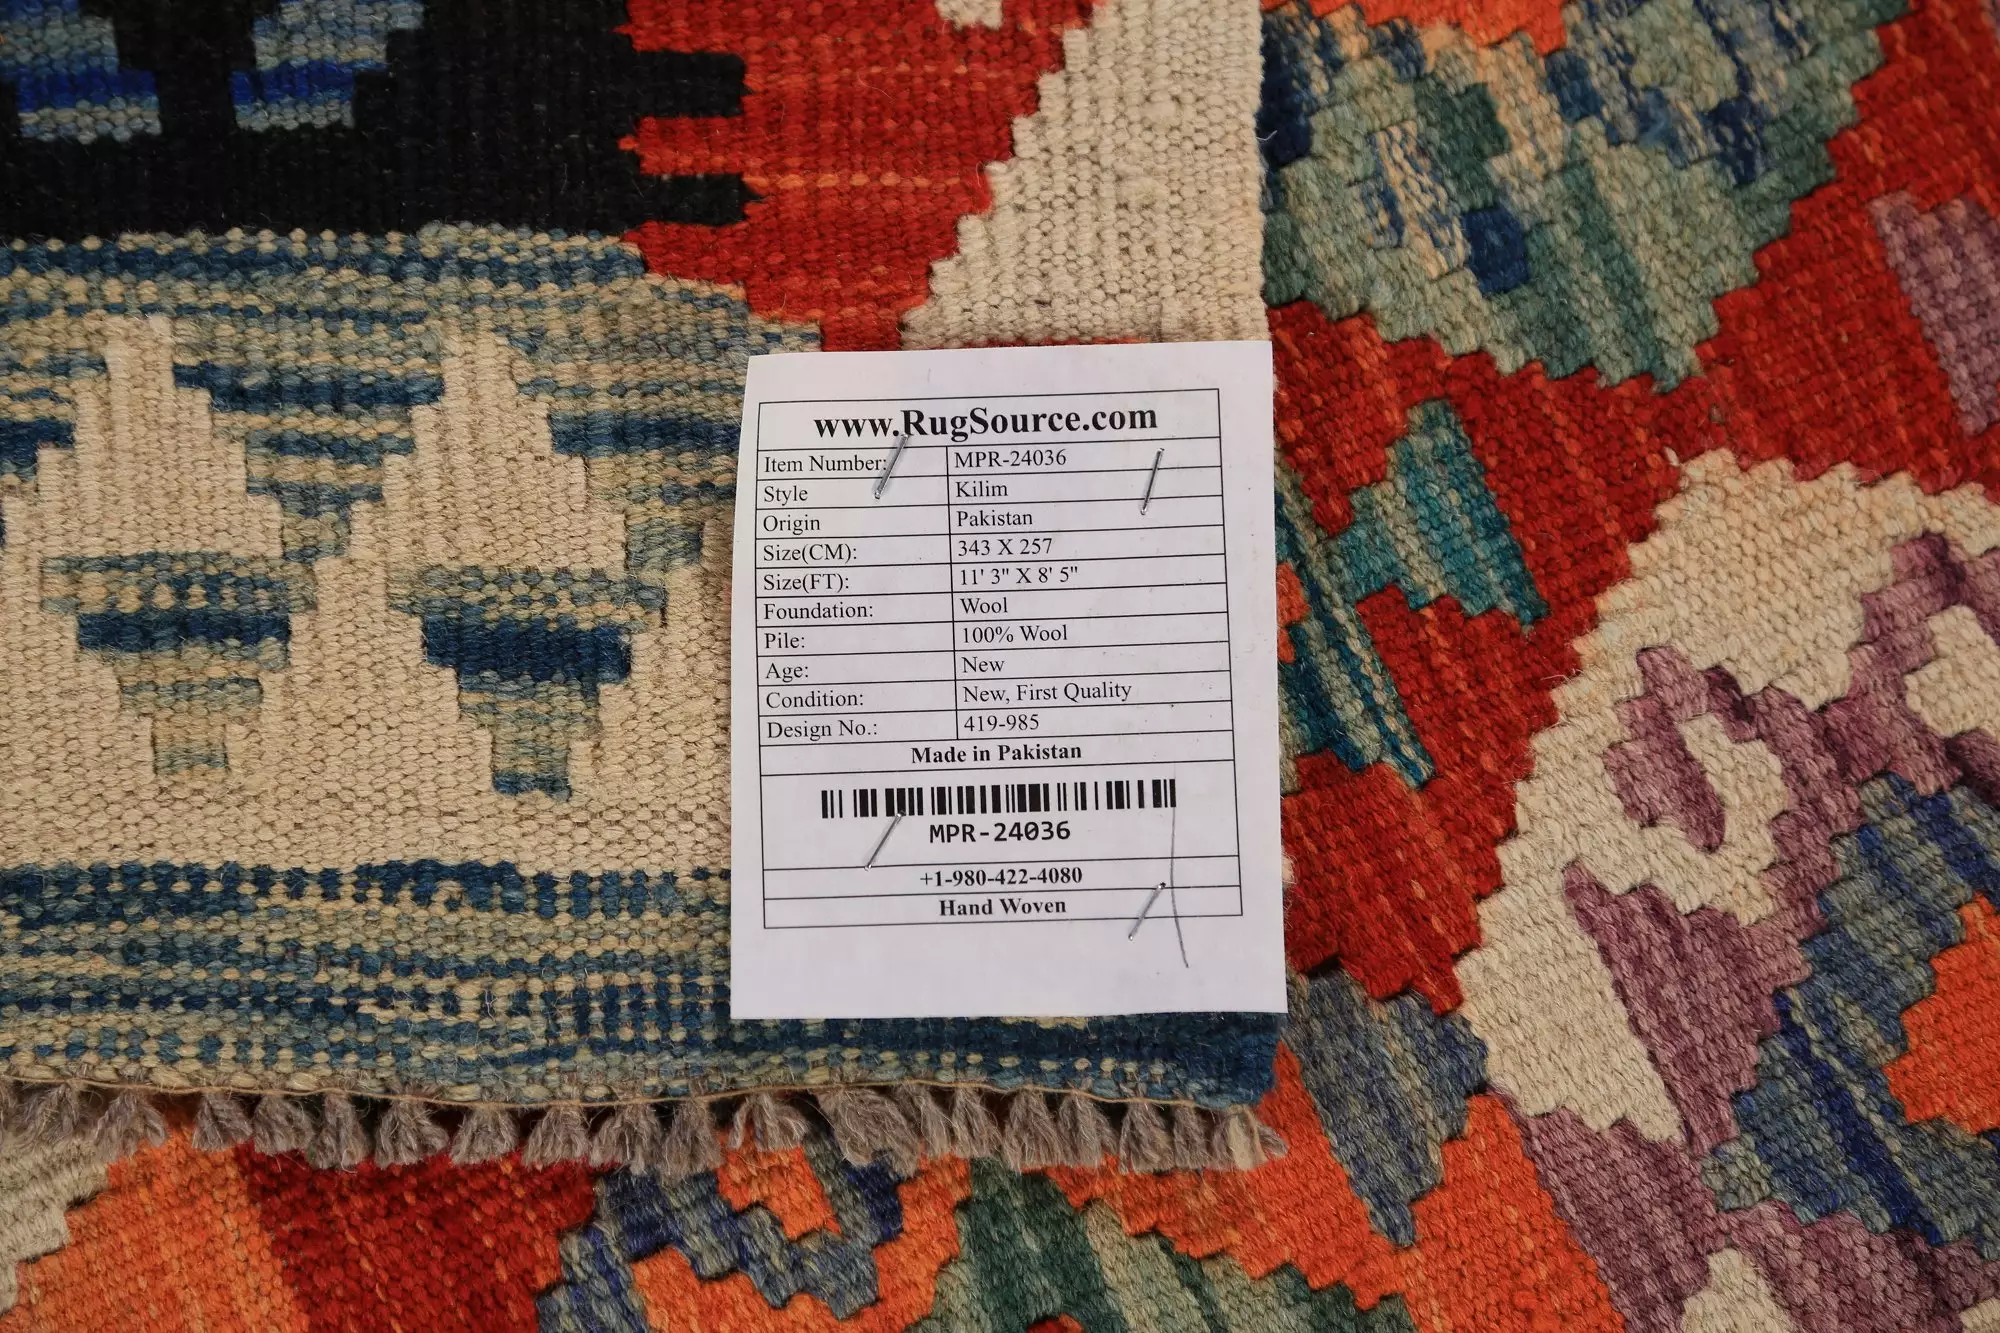 www.RugSource.com
Item Number: MPR-24036
Style Kilim
Origin Pakistan
Size(CM): 343 X 257
Size(FT): 11' 3" X 8' 5"
Foundation: Wool
Pile: 100% Wool
Age: New
Condition: New, First Quality
Design No.: 419-985
Made in Pakistan
MPR-24036
+1-980-422-4080
Hand Woven